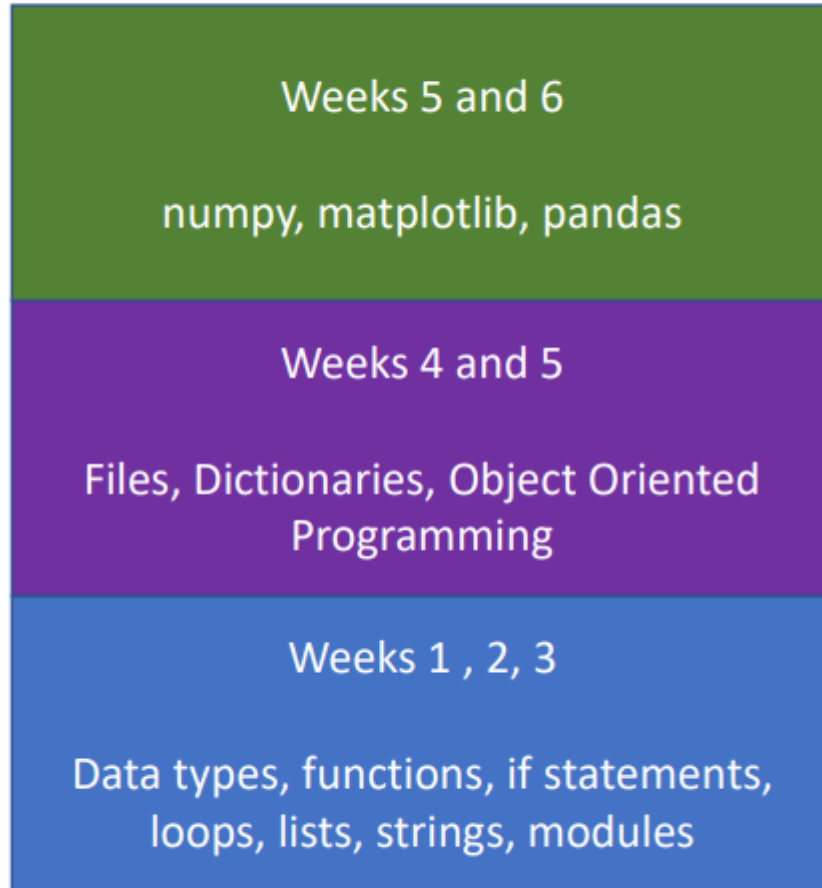 Weeks 5 and 6
numpy, matplotlib, pandas
Weeks 4 and 5
Files, Dictionaries, Object Oriented
Programming
Weeks 1 , 2, 3
Data types, functions, if statements,
loops, lists, strings, modules